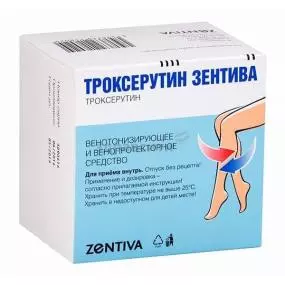 ТРОКСЕРУТИН ЗЕНТИВА
ТРОКСЕРУТИН
ВЕНОТОНИЗИРУЮЩЕЕ
И ВЕНОПРОТЕКТОРНОЕ
СРЕДСТВО
Для приёма внутрь. Отпуск без рецепта!
Применение и дозировка –
согласно прилагаемой инструкции!
Хранить при температуре не выше 25°С.
Хранить в недоступном для детей месте!
ZENTIVA